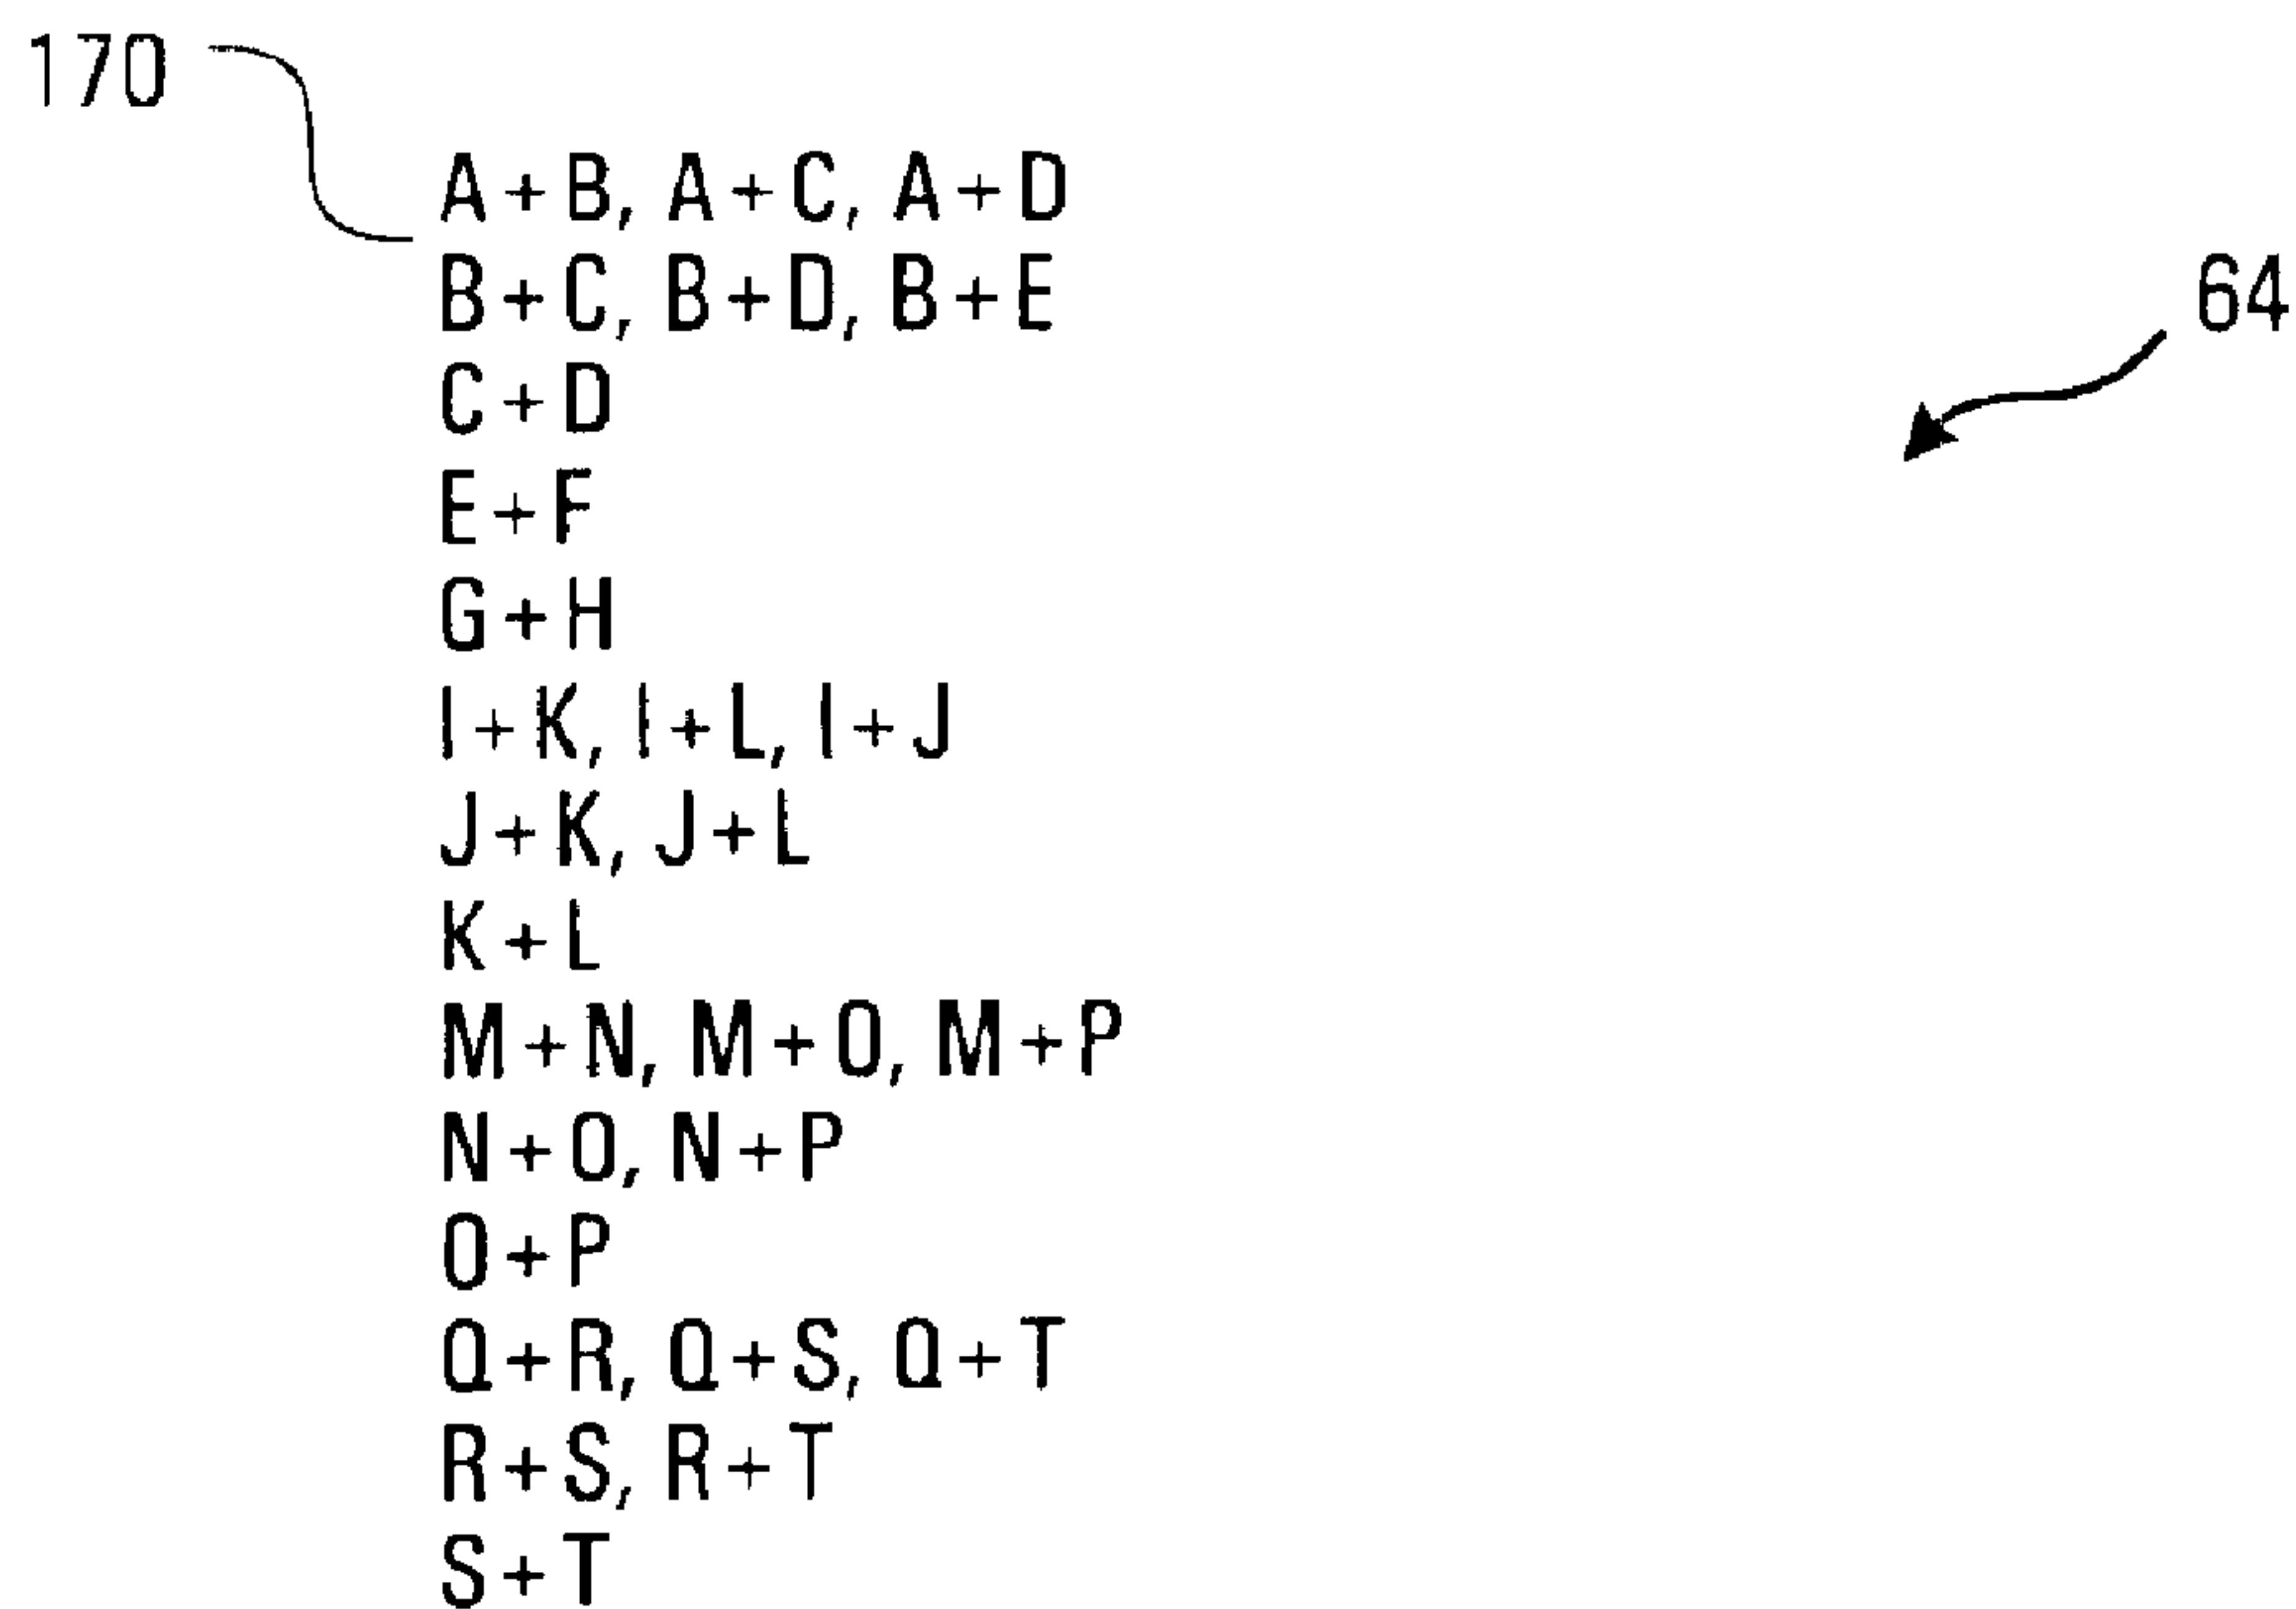 170
A+B, A+C, A+D
B+C, B+D, B+E
64
C+D
E+F
G+H
I+K, I+L, I+J
J+K, J+L
K+L
M+N, M+O, M+P
N+O, N+P
O+P
Q+R, Q+S, Q+T
R+S, R+T
S+T